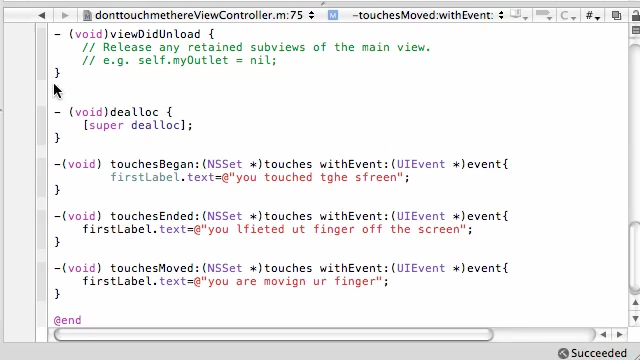 donttouchmethereViewController.m:75 M -touchesMoved:withEvent: C #
- (void)viewDidUnload {
// Release any retained subviews of the main view.
// e.g. self.myOutlet = nil;
}
- (void)dealloc {
[super dealloc];
}
-(void) touchesBegan:(NSSet *)touches withEvent:(UIEvent *)event{
firstLabel.text=@"you touched tghe sfreen";
}
-(void) touchesEnded:(NSSet *)touches withEvent:(UIEvent *)event{
firstLabel.text=@"you lfieted ut finger off the screen";
}
-(void) touchesMoved:(NSSet *)touches withEvent:(UIEvent *)event{
firstLabel.text=@"you are movign ur finger";
}
@end
Succeeded